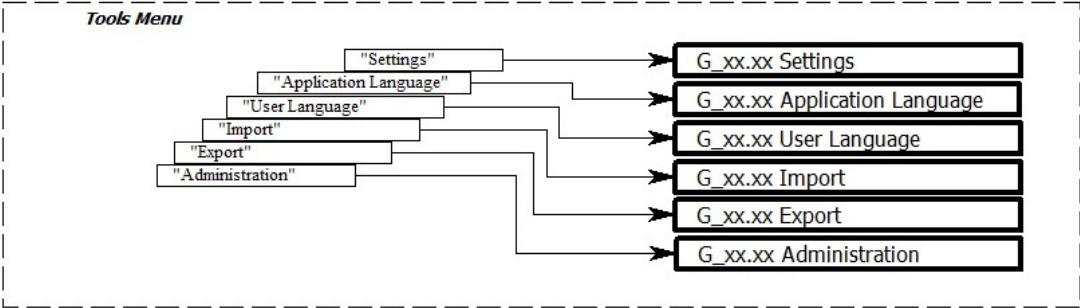 Tools Menu
"Settings"
G_xx.xx Settings
"Application Language"
G_xx.xx Application Language
"User Language"
G_xx.xx User Language
"Import"
G_xx.xx Import
"Export"
G_xx.xx Export
"Administration"
G_xx.xx Administration